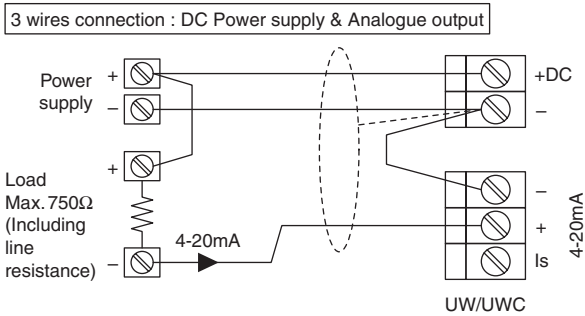 3 wires connection : DC Power supply & Analogue output
Power
supply
+
–
+DC
–
+
Load
Max. 750Ω
(Including
line
resistance)
–
4-20mA
–
+
Is
4-20mA
UW/UWC